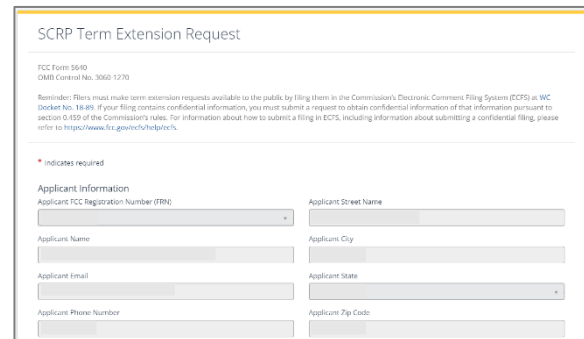 SCRP Term Extension Request
FCC Form 5640
OMB Control No. 3060 1270
Reminder: Filers must make term extension requests available to the public by filing them in the Commission's Electronic Comment Filing System (ECFS) at WC
Docket No. 18-89. If your filing contains confidential information, you must submit a request to obtain confidential information of that information pursuant to
section 0.459 of the Commission's rules. For information about how to submit a filing in ECFS, including information about submitting a confidential filing, please
refer to https://www.fcc.gov/ecfs/help/ecfs.
* Indicates required
Applicant Information
Applicant FCC Registration Number (FRN) Applicant Street Name
Applicant Name Applicant City
Applicant Email Applicant State
Applicant Phone Number Applicant Zip Code